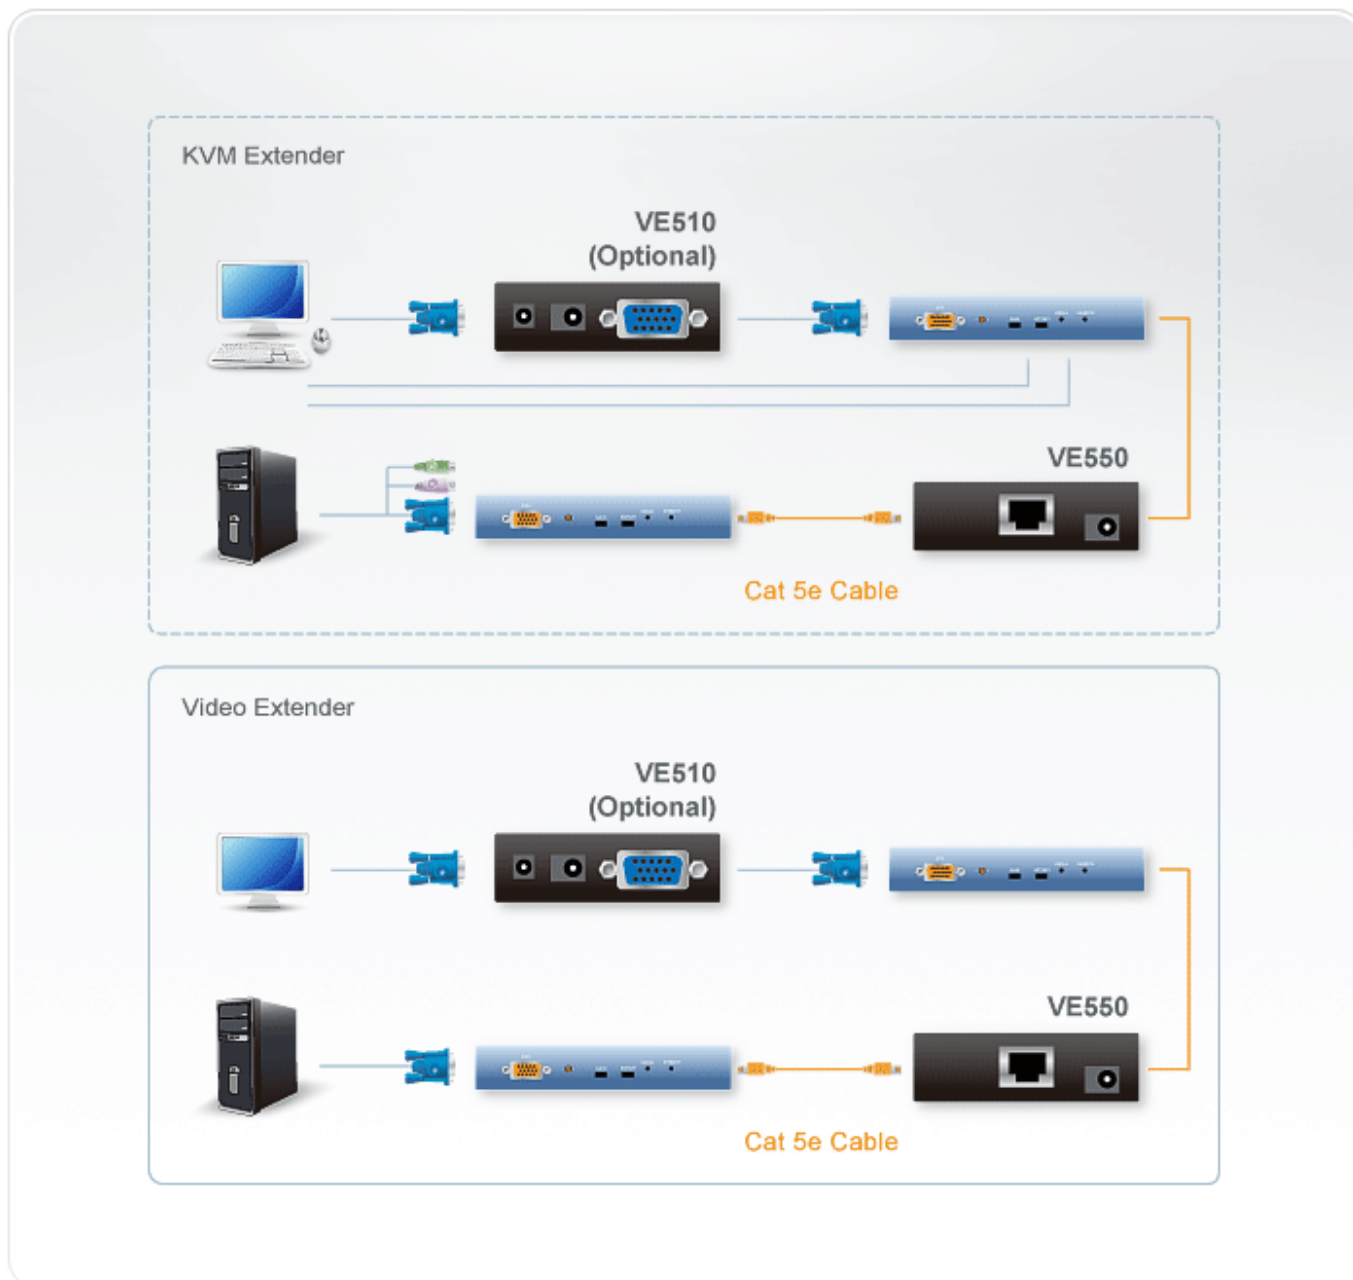 KVM Extender
VE510
(Optional)
VE550
Cat 5e Cable
Video Extender
VE510
(Optional)
VE550
Cat 5e Cable